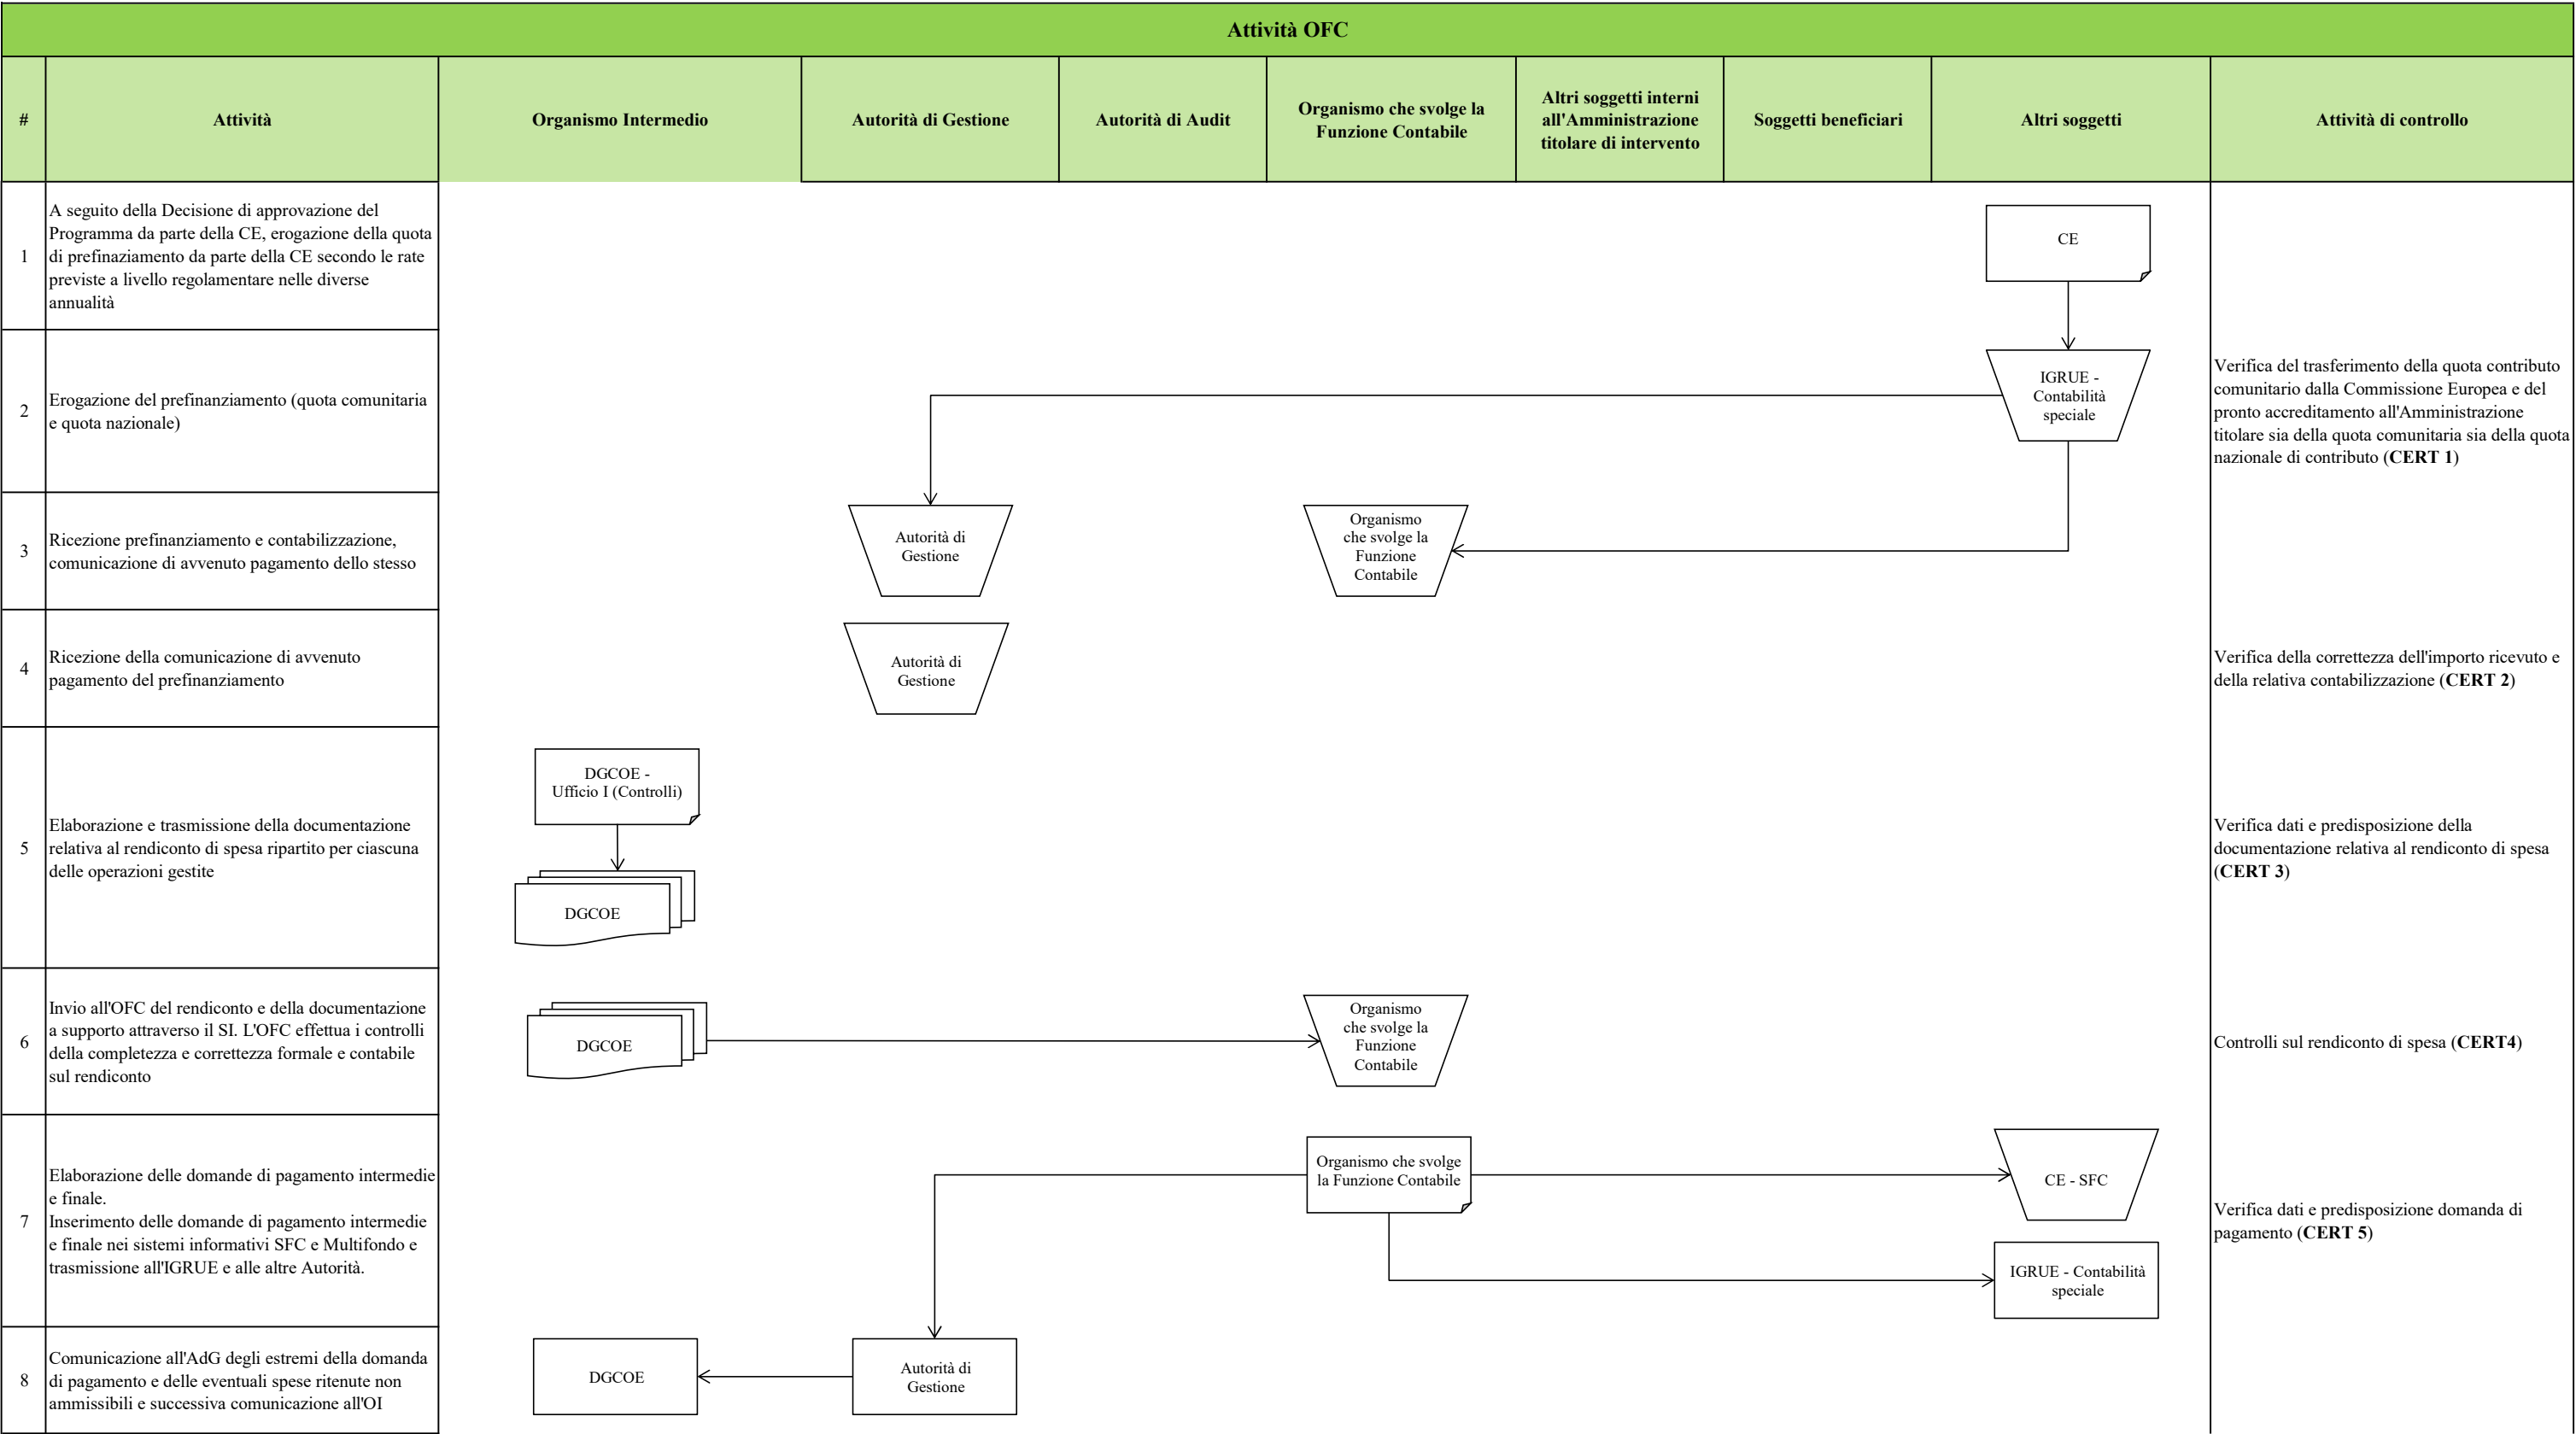 Attività OFC
#
Attività
Organismo Intermedio
Autorità di Gestione
Autorità di Audit
Organismo che svolge la
Funzione Contabile
Altri soggetti interni
all'Amministrazione
titolare di intervento
Soggetti beneficiari
Altri soggetti
Attività di controllo
1
A seguito della Decisione di approvazione del
Programma da parte della CE, erogazione della quota
di prefinaziamento da parte della CE secondo le rate
previste a livello regolamentare nelle diverse
annualità
CE
2
Erogazione del prefinanziamento (quota comunitaria
e quota nazionale)
IGRUE -
Contabilità
speciale
Verifica del trasferimento della quota contributo
comunitario dalla Commissione Europea e del
pronto accreditamento all'Amministrazione
titolare sia della quota comunitaria sia della quota
nazionale di contributo (CERT 1)
3
Ricezione prefinanziamento e contabilizzazione,
comunicazione di avvenuto pagamento dello stesso
Autorità di
Gestione
Organismo
che svolge la
Funzione
Contabile
4
Ricezione della comunicazione di avvenuto
pagamento del prefinanziamento
Autorità di
Gestione
Verifica della correttezza dell'importo ricevuto e
della relativa contabilizzazione (CERT 2)
5
Elaborazione e trasmissione della documentazione
relativa al rendiconto di spesa ripartito per ciascuna
delle operazioni gestite
DGCOE -
Ufficio I (Controlli)
DGCOE
Verifica dati e predisposizione della
documentazione relativa al rendiconto di spesa
(CERT 3)
6
Invio all'OFC del rendiconto e della documentazione
a supporto attraverso il SI. L'OFC effettua i controlli
della completezza e correttezza formale e contabile
sul rendiconto
DGCOE
Organismo
che svolge la
Funzione
Contabile
Controlli sul rendiconto di spesa (CERT4)
7
Elaborazione delle domande di pagamento intermedie
e finale.
Inserimento delle domande di pagamento intermedie
e finale nei sistemi informativi SFC e Multifondo e
trasmissione all'IGRUE e alle altre Autorità.
Organismo che svolge
la Funzione Contabile
CE - SFC
IGRUE - Contabilità
speciale
Verifica dati e predisposizione domanda di
pagamento (CERT 5)
8
Comunicazione all'AdG degli estremi della domanda
di pagamento e delle eventuali spese ritenute non
ammissibili e successiva comunicazione all'OI
DGCOE
Autorità di
Gestione